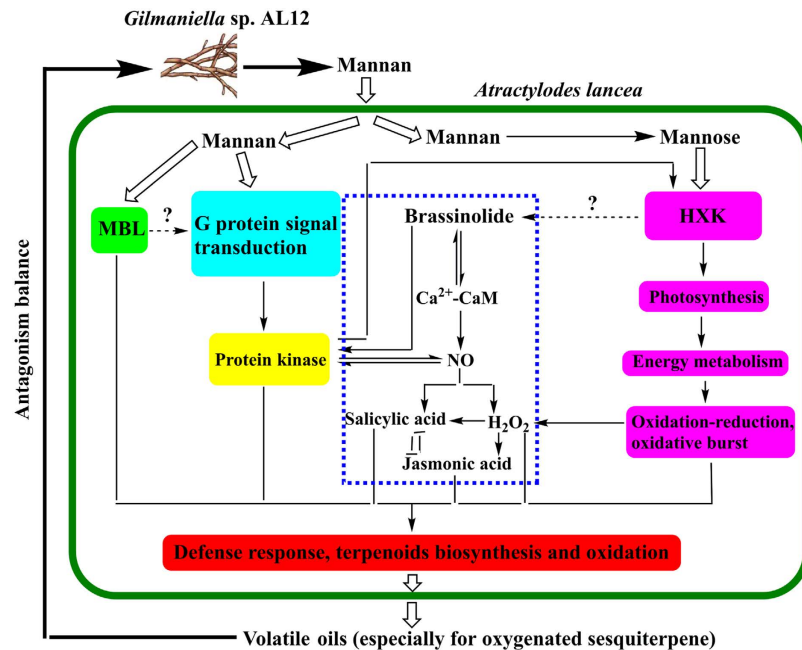 Gilmaniella sp. AL12
Mannan
Atractylodes lancea
Mannan
Mannan
Mannose
MBL
?
G protein signal
transduction
Brassinolide
?
HXK
Ca²⁺-CaM
Photosynthesis
Protein kinase
NO
Energy metabolism
Salicylic acid
H₂O₂
Oxidation-reduction,
oxidative burst
Jasmonic acid
Antagonism balance
Defense response, terpenoids biosynthesis and oxidation
Volatile oils (especially for oxygenated sesquiterpene)